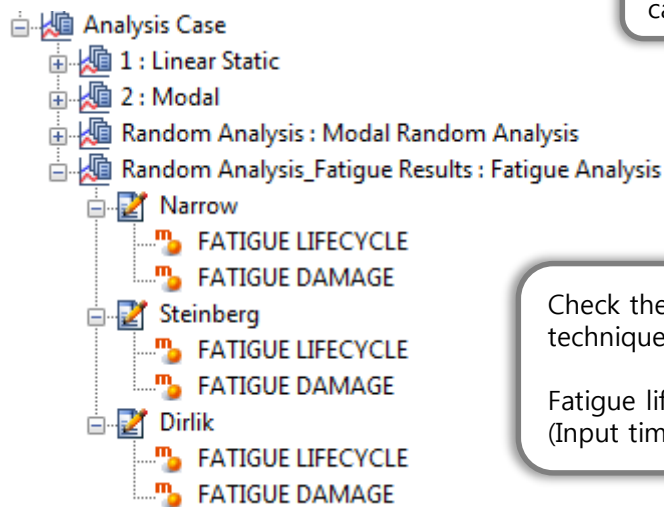 ca
Analysis Case
1 : Linear Static
2 : Modal
Random Analysis : Modal Random Analysis
Random Analysis_Fatigue Results : Fatigue Analysis
Narrow
FATIGUE LIFECYCLE
FATIGUE DAMAGE
Steinberg
FATIGUE LIFECYCLE
FATIGUE DAMAGE
Dirlik
FATIGUE LIFECYCLE
FATIGUE DAMAGE
Check the
technique
Fatigue lif
(Input tim